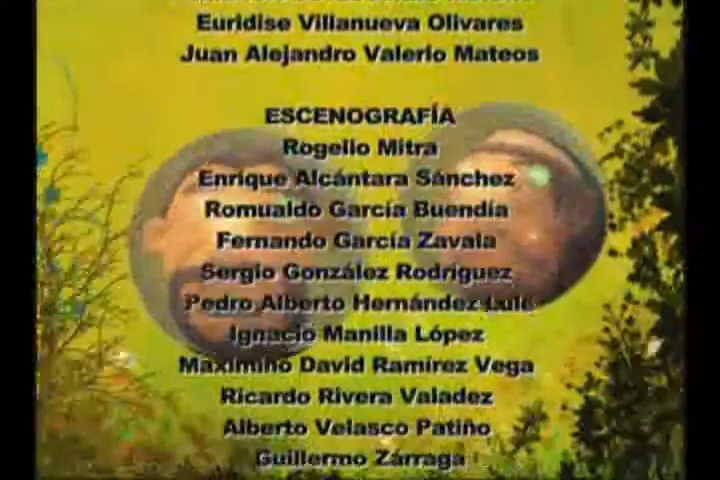 Euridise Villanueva Olivares
Juan Alejandro Valerio Mateos
ESCENOGRAFÍA
Rogelio Mitra
Enrique Alcántara Sánchez
Romualdo García Buendía
Fernando García Zavala
Sergio González Rodríguez
Pedro Alberto Hernández Luis
Ignacio Manilla López
Maximino David Ramírez Vega
Ricardo Rivera Valadez
Alberto Velasco Patiño
Guillermo Zárraga